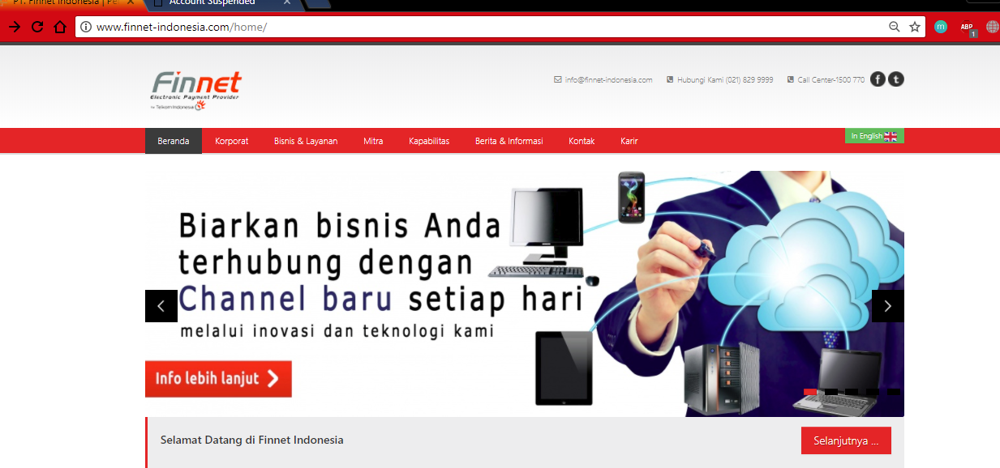 PT. Finnet Indonesia | Pe
Account Suspended
www.finnet-indonesia.com/home/
m
ABP
1
Finnet
Electronic Payment Provider
by Telkom Indonesia
info@finnet-indonesia.com
Hubungi Kami (021) 829 9999
Call Center-1500 770
f
t
Beranda
Korporat
Bisnis & Layanan
Mitra
Kapabilitas
Berita & Informasi
Kontak
Karir
In English
Biarkan bisnis Anda
terhubung dengan
Channel baru setiap hari
melalui inovasi dan teknologi kami
Info lebih lanjut
Selamat Datang di Finnet Indonesia
Selanjutnya ...